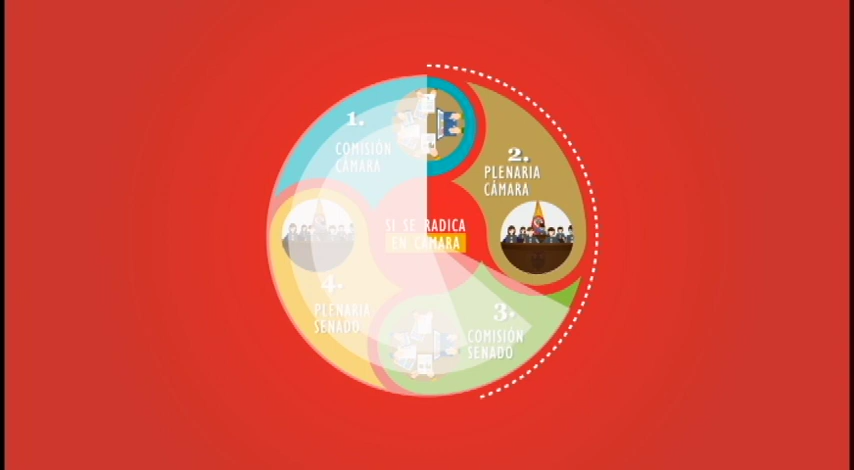 1.
COMISIÓN
CÁMARA
2.
PLENARIA
CÁMARA
SI SE RADICA
EN CÁMARA
3.
COMISIÓN
SENADO
4.
PLENARIA
SENADO